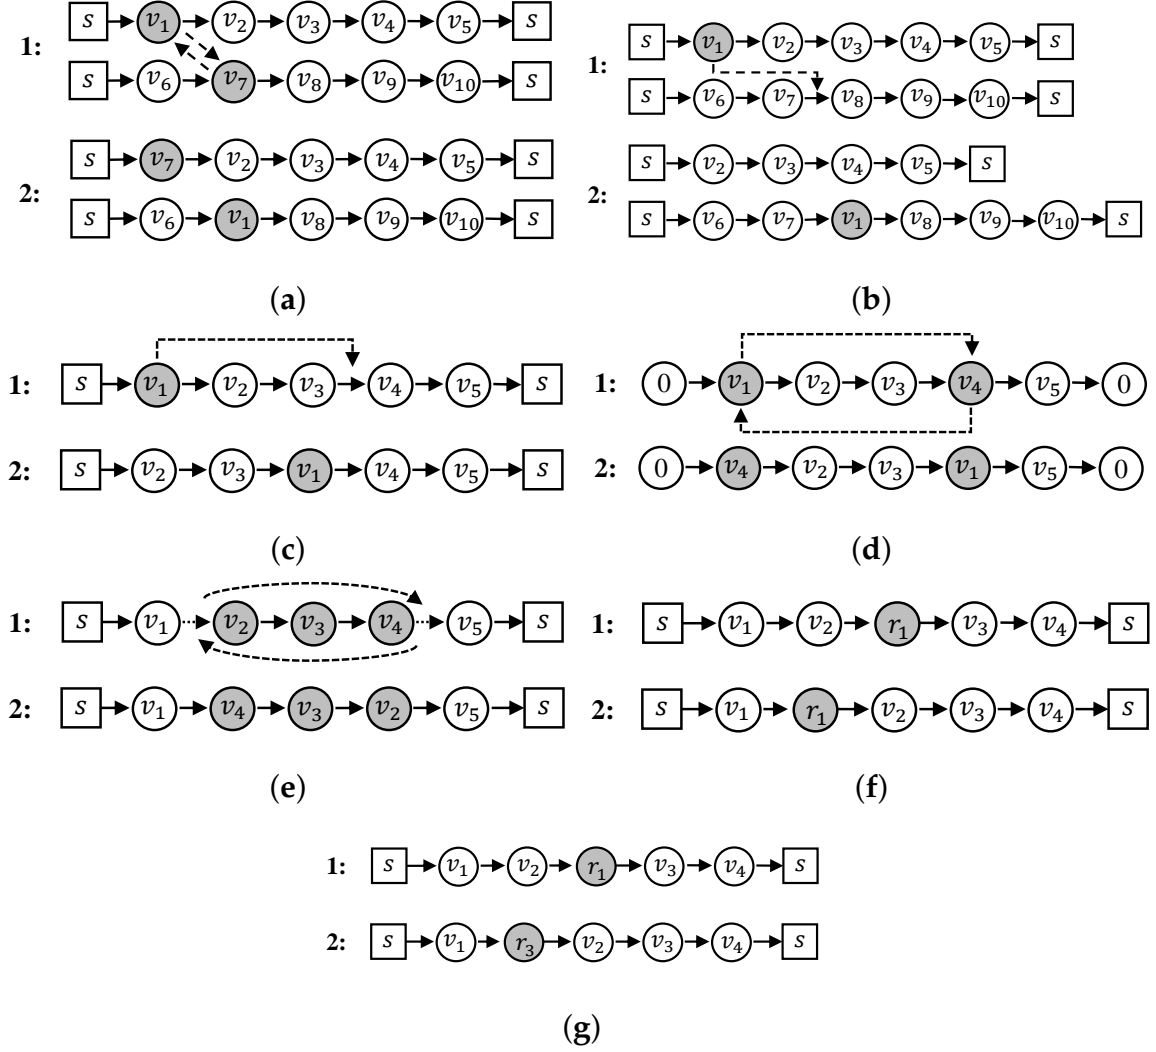 1:
s v₁ v₂ v₃ v₄ v₅ s
s v₆ v₇ v₈ v₉ v₁₀ s
2:
s v₇ v₂ v₃ v₄ v₅ s
s v₆ v₁ v₈ v₉ v₁₀ s
(a)
1:
s v₁ v₂ v₃ v₄ v₅ s
s v₆ v₇ v₈ v₉ v₁₀ s
2:
s v₂ v₃ v₄ v₅ s
s v₆ v₇ v₁ v₈ v₉ v₁₀ s
(b)
1: s v₁ v₂ v₃ v₄ v₅ s
2: s v₂ v₃ v₁ v₄ v₅ s
(c)
1: 0 v₁ v₂ v₃ v₄ v₅ 0
2: 0 v₄ v₂ v₃ v₁ v₅ 0
(d)
1: s v₁ v₂ v₃ v₄ v₅ s
2: s v₁ v₄ v₃ v₂ v₅ s
(e)
1: s v₁ v₂ r₁ v₃ v₄ s
2: s v₁ r₁ v₂ v₃ v₄ s
(f)
1: s v₁ v₂ r₁ v₃ v₄ s
2: s v₁ r₃ v₂ v₃ v₄ s
(g)